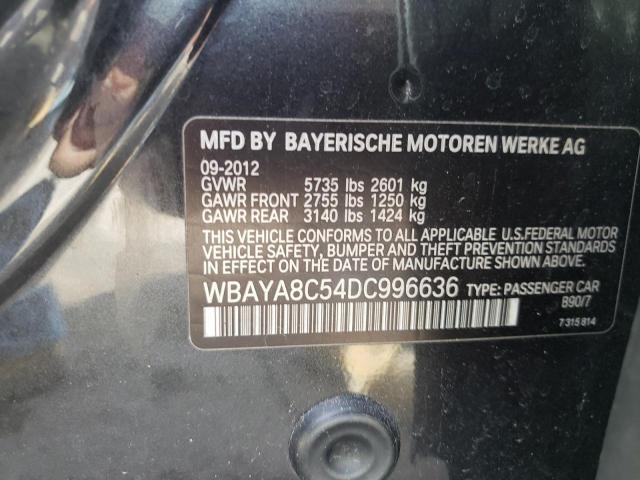 MFD BY BAYERISCHE MOTOREN WERKE AG
09-2012
GVWR 5735 lbs 2601 kg
GAWR FRONT 2755 lbs 1250 kg
GAWR REAR 3140 lbs 1424 kg
THIS VEHICLE CONFORMS TO ALL APPLICABLE U.S.FEDERAL MOTOR
VEHICLE SAFETY, BUMPER AND THEFT PREVENTION STANDARDS
IN EFFECT ON THE DATE OF MANUFACTURE SHOWN ABOVE.
WBAYA8C54DC996636 TYPE: PASSENGER CAR
B90/7
7315814